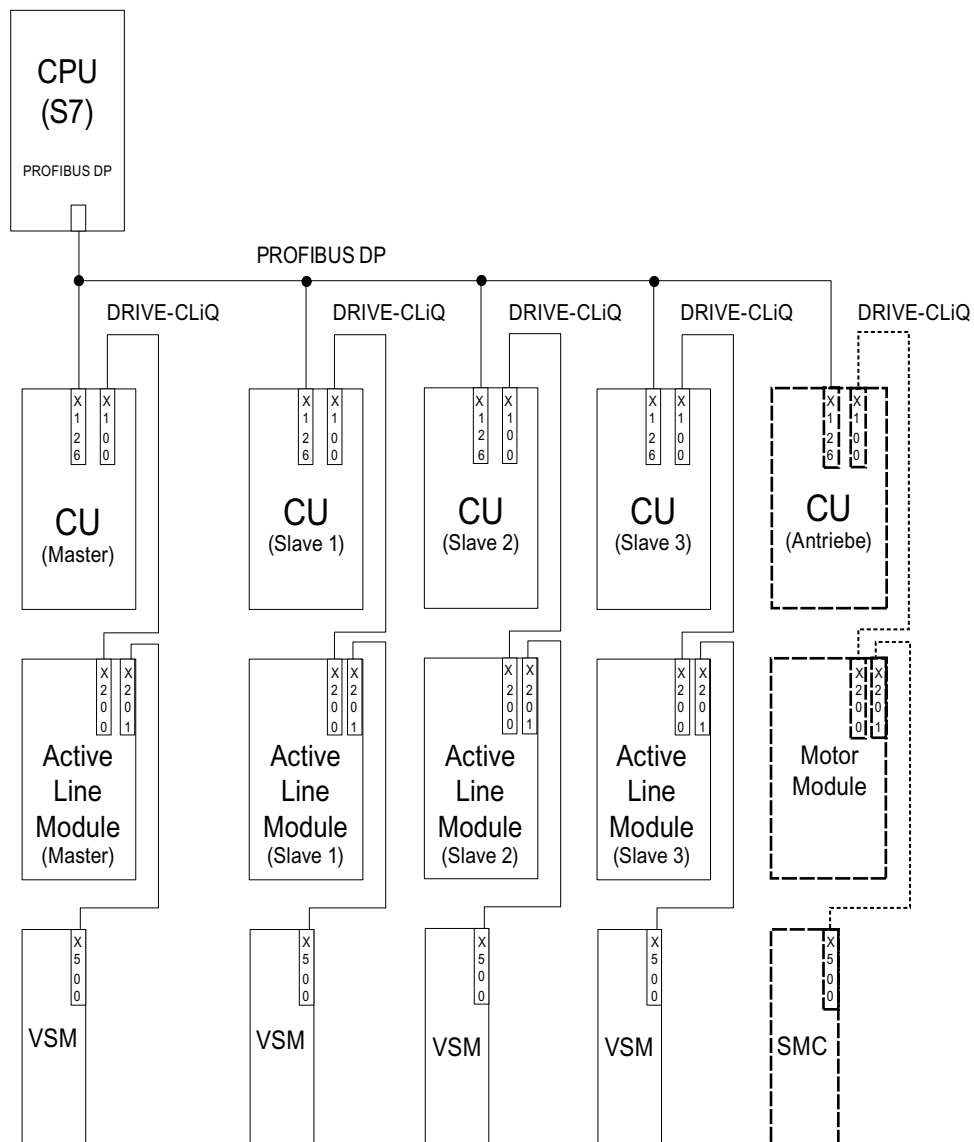 CPU
(S7)
PROFIBUS DP
PROFIBUS DP
DRIVE-CLiQ
DRIVE-CLiQ
DRIVE-CLiQ
DRIVE-CLiQ
DRIVE-CLiQ
X126
X100
X126
X100
X126
X100
X126
X100
X126
X100
CU
(Master)
CU
(Slave 1)
CU
(Slave 2)
CU
(Slave 3)
CU
(Antriebe)
X200
X201
X200
X201
X200
X201
X200
X201
X200
X201
Active
Line
Module
(Master)
Active
Line
Module
(Slave 1)
Active
Line
Module
(Slave 2)
Active
Line
Module
(Slave 3)
Motor
Module
X500
X500
X500
X500
X500
VSM
VSM
VSM
VSM
SMC